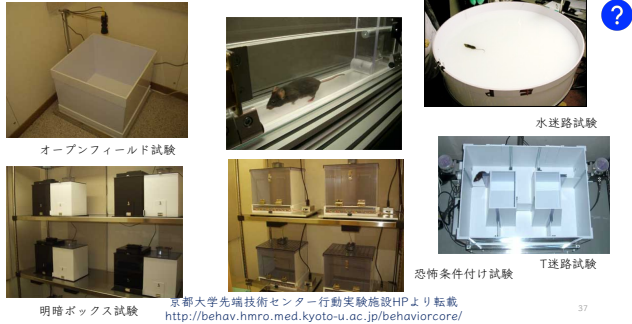 ?
オープンフィールド試験
水迷路試験
明暗ボックス試験
恐怖条件付け試験
T迷路試験
京都大学先端技術センター行動実験施設HPより転載
http://behav.hmro.med.kyoto-u.ac.jp/behaviorcore/
37